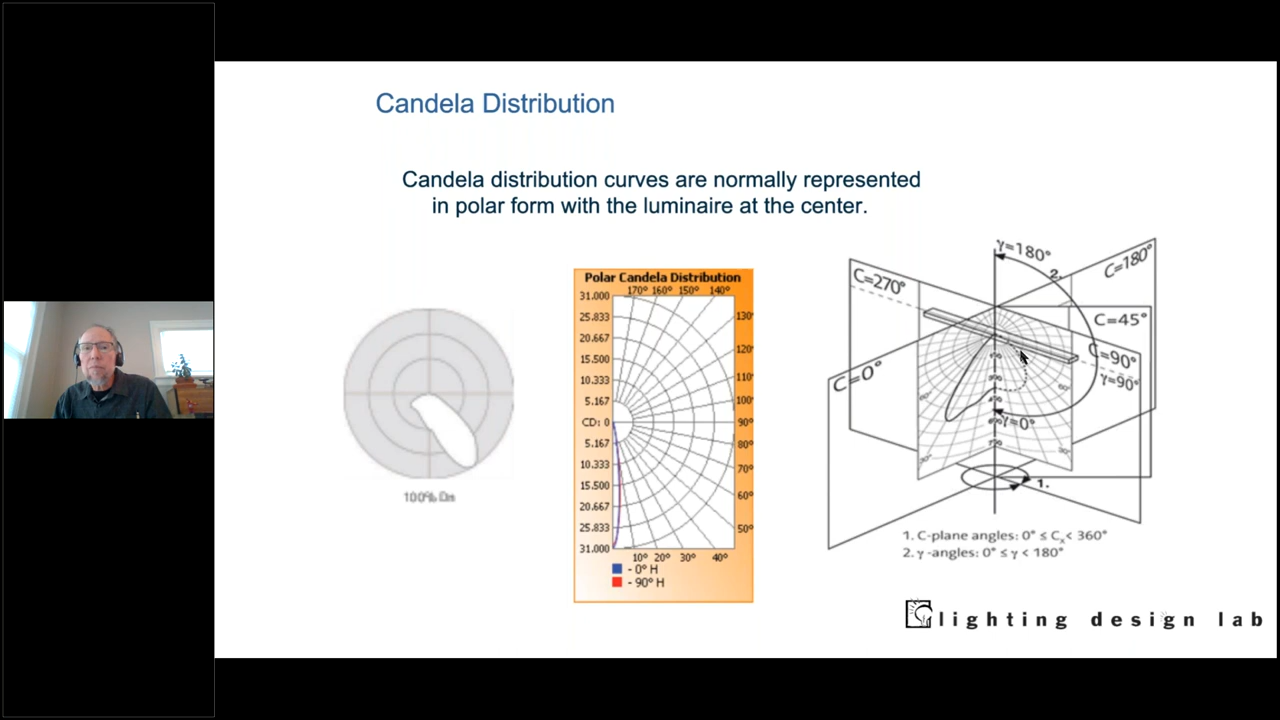 Candela Distribution
Candela distribution curves are normally represented
in polar form with the luminaire at the center.
100%
Polar Candela Distribution
170° 160° 150° 140°
31.000
25.833
20.667
15.500
10.333
5.167
CD: 0
5.167
10.333
15.500
20.667
25.833
31.000
130°
120°
110°
100°
90°
80°
70°
60°
50°
10° 20° 30° 40°
- 0° H
- 90° H
γ=180°
2.
C=180°
C=270°
C=45°
C=90°
C=0°
γ=90°
γ=0°
1.
1. C-plane angles: 0° ≤ Cx < 360°
2. γ -angles: 0° ≤ γ < 180°
lighting design lab